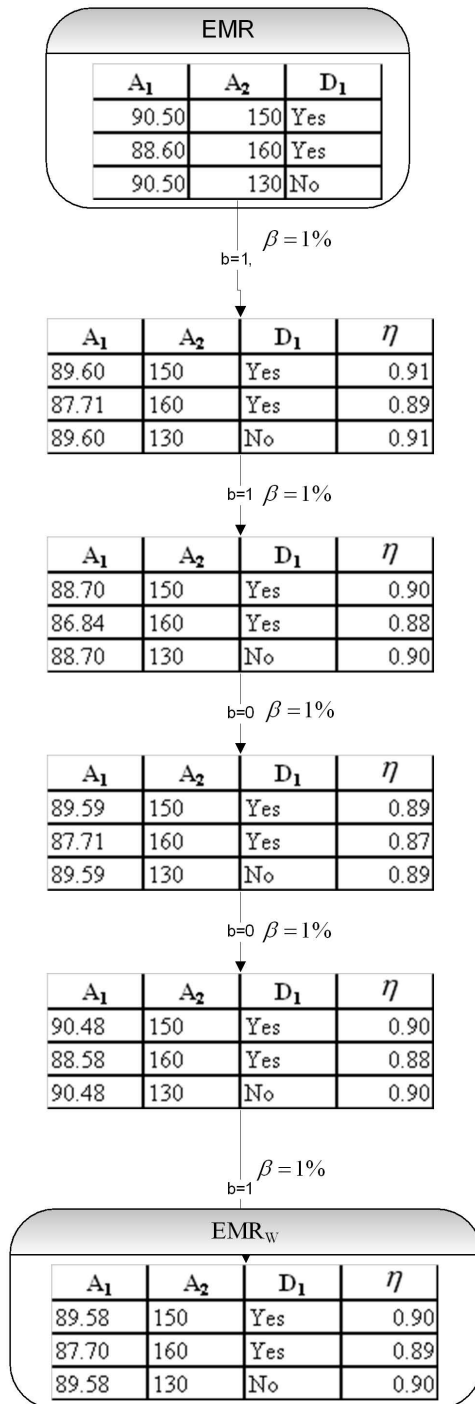 EMR
A₁ A₂ D₁
90.50 150 Yes
88.60 160 Yes
90.50 130 No
b=1, β = 1%
A₁ A₂ D₁ η
89.60 150 Yes 0.91
87.71 160 Yes 0.89
89.60 130 No 0.91
b=1 β = 1%
A₁ A₂ D₁ η
88.70 150 Yes 0.90
86.84 160 Yes 0.88
88.70 130 No 0.90
b=0 β = 1%
A₁ A₂ D₁ η
89.59 150 Yes 0.89
87.71 160 Yes 0.87
89.59 130 No 0.89
b=0 β = 1%
A₁ A₂ D₁ η
90.48 150 Yes 0.90
88.58 160 Yes 0.88
90.48 130 No 0.90
b=1 β = 1%
EMR_W
A₁ A₂ D₁ η
89.58 150 Yes 0.90
87.70 160 Yes 0.89
89.58 130 No 0.90